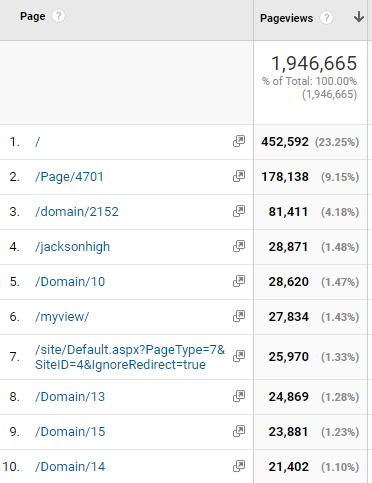 Page ? Pageviews ?
1,946,665
% of Total: 100.00%
(1,946,665)
1. / 452,592 (23.25%)
2. /Page/4701 178,138 (9.15%)
3. /domain/2152 81,411 (4.18%)
4. /jacksonhigh 28,871 (1.48%)
5. /Domain/10 28,620 (1.47%)
6. /myview/ 27,834 (1.43%)
7. /site/Default.aspx?PageType=7&
SiteID=4&IgnoreRedirect=true 25,970 (1.33%)
8. /Domain/13 24,869 (1.28%)
9. /Domain/15 23,881 (1.23%)
10. /Domain/14 21,402 (1.10%)